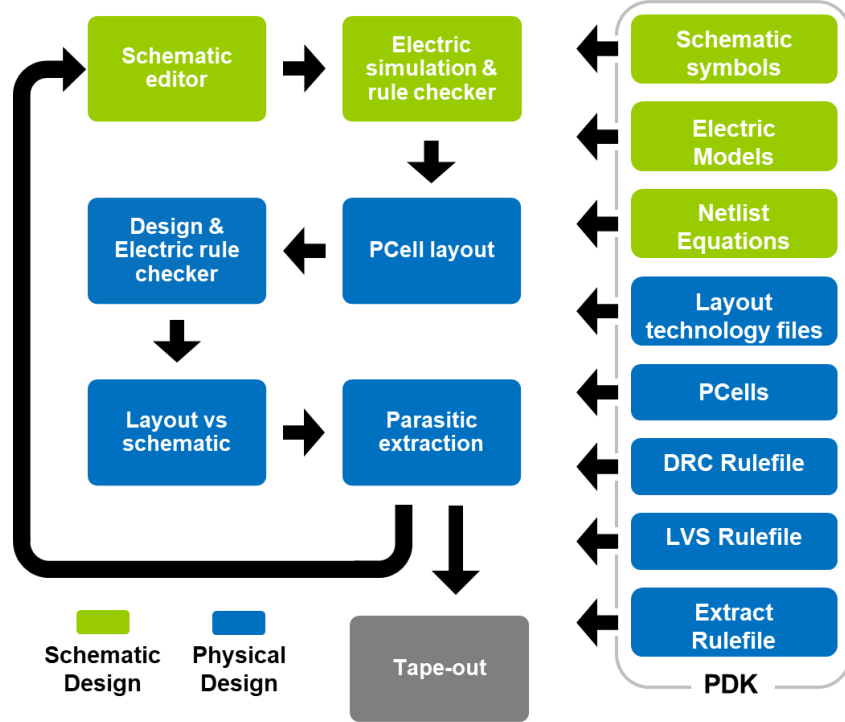 Schematic
editor
Electric
simulation &
rule checker
Schematic
symbols
Electric
Models
Design &
Electric rule
checker
PCell layout
Netlist
Equations
Layout
technology files
Layout vs
schematic
Parasitic
extraction
PCells
DRC Rulefile
LVS Rulefile
Extract
Rulefile
Schematic
Design
Physical
Design
Tape-out
PDK